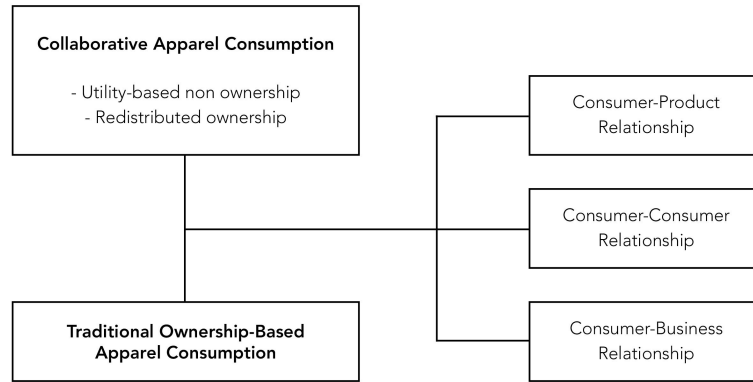 Collaborative Apparel Consumption
- Utility-based non ownership
- Redistributed ownership
Traditional Ownership-Based
Apparel Consumption
Consumer-Product
Relationship
Consumer-Consumer
Relationship
Consumer-Business
Relationship